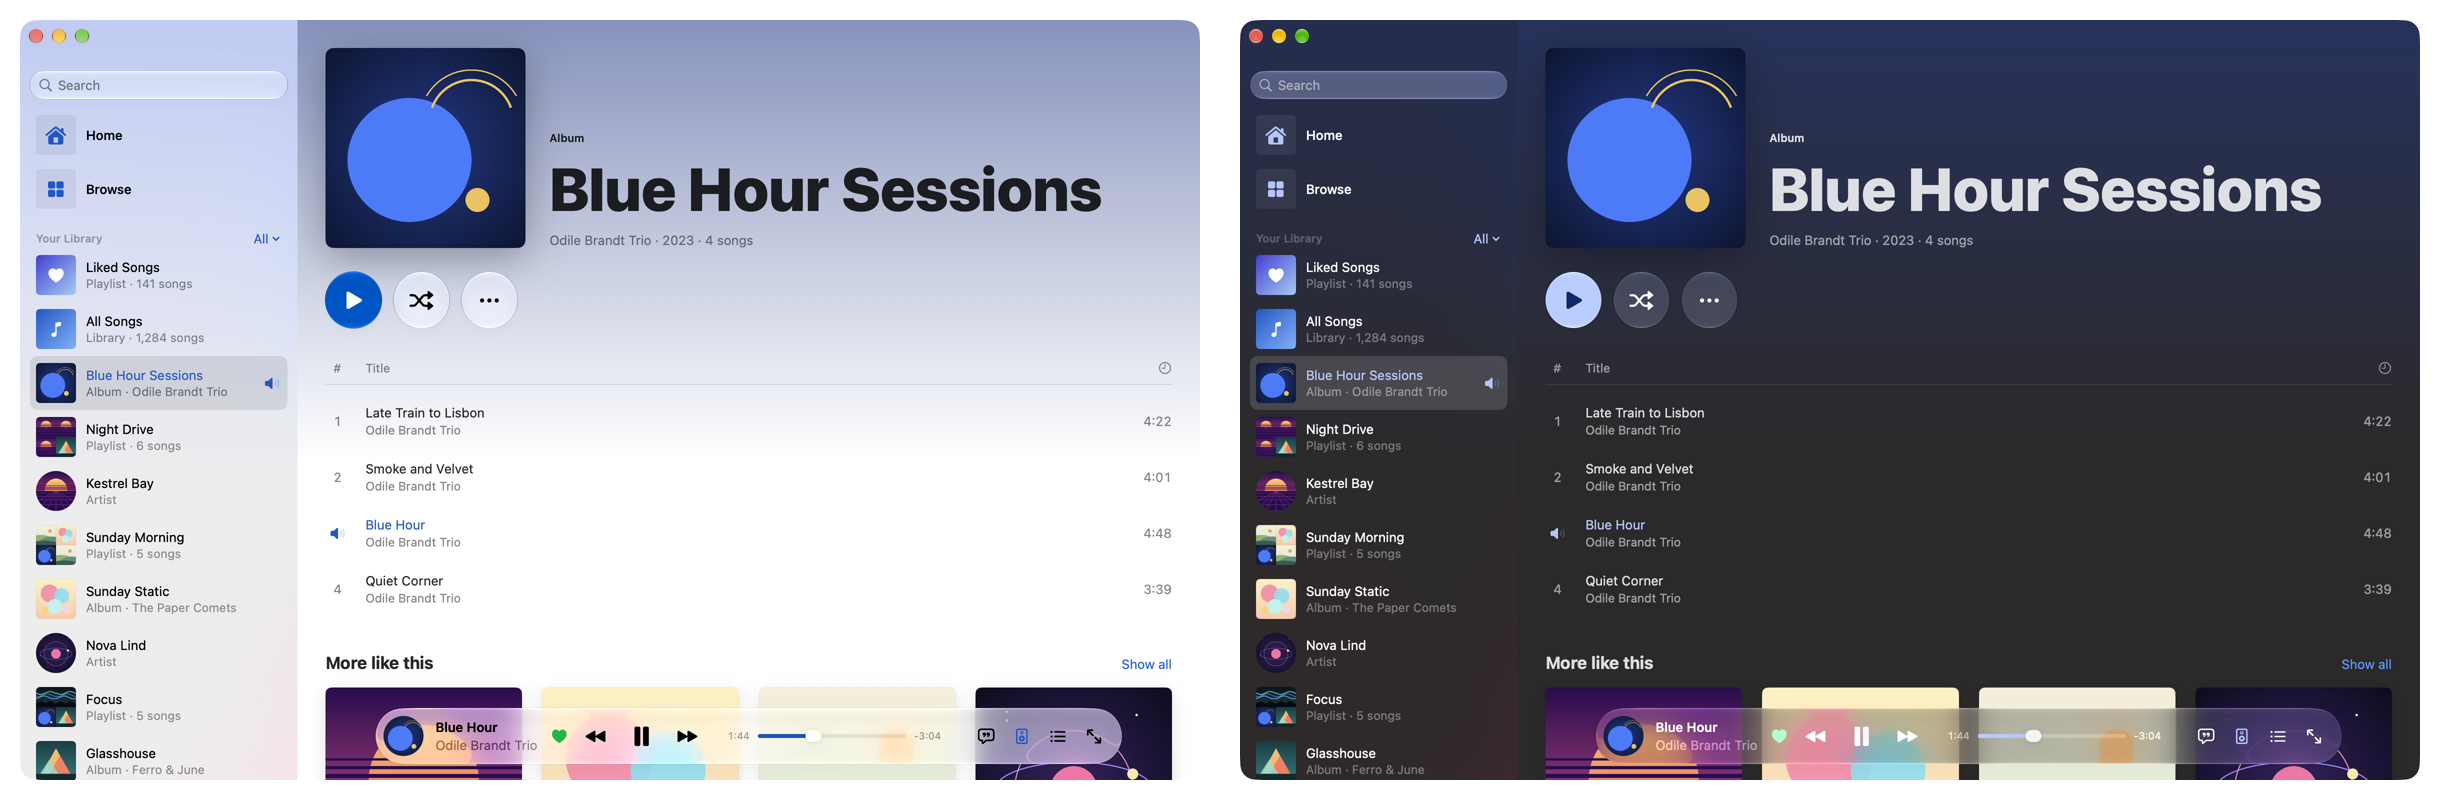 Search
Home
Browse
Your Library
All
Liked Songs
Playlist · 141 songs
All Songs
Library · 1,284 songs
Blue Hour Sessions
Album · Odile Brandt Trio
Night Drive
Playlist · 6 songs
Kestrel Bay
Artist
Sunday Morning
Playlist · 5 songs
Sunday Static
Album · The Paper Comets
Nova Lind
Artist
Focus
Playlist · 5 songs
Glasshouse
Album · Ferro & June
Album
Blue Hour Sessions
Odile Brandt Trio · 2023 · 4 songs
# Title
1 Late Train to Lisbon 4:22
Odile Brandt Trio
2 Smoke and Velvet 4:01
Odile Brandt Trio
Blue Hour 4:48
Odile Brandt Trio
4 Quiet Corner 3:39
Odile Brandt Trio
More like this
Show all
Blue Hour
Odile Brandt Trio
1:44 -3:04
Search
Home
Browse
Your Library
All
Liked Songs
Playlist · 141 songs
All Songs
Library · 1,284 songs
Blue Hour Sessions
Album · Odile Brandt Trio
Night Drive
Playlist · 6 songs
Kestrel Bay
Artist
Sunday Morning
Playlist · 5 songs
Sunday Static
Album · The Paper Comets
Nova Lind
Artist
Focus
Playlist · 5 songs
Glasshouse
Album · Ferro & June
Album
Blue Hour Sessions
Odile Brandt Trio · 2023 · 4 songs
# Title
1 Late Train to Lisbon 4:22
Odile Brandt Trio
2 Smoke and Velvet 4:01
Odile Brandt Trio
Blue Hour 4:48
Odile Brandt Trio
4 Quiet Corner 3:39
Odile Brandt Trio
More like this
Show all
Blue Hour
Odile Brandt Trio
1:44 -3:04